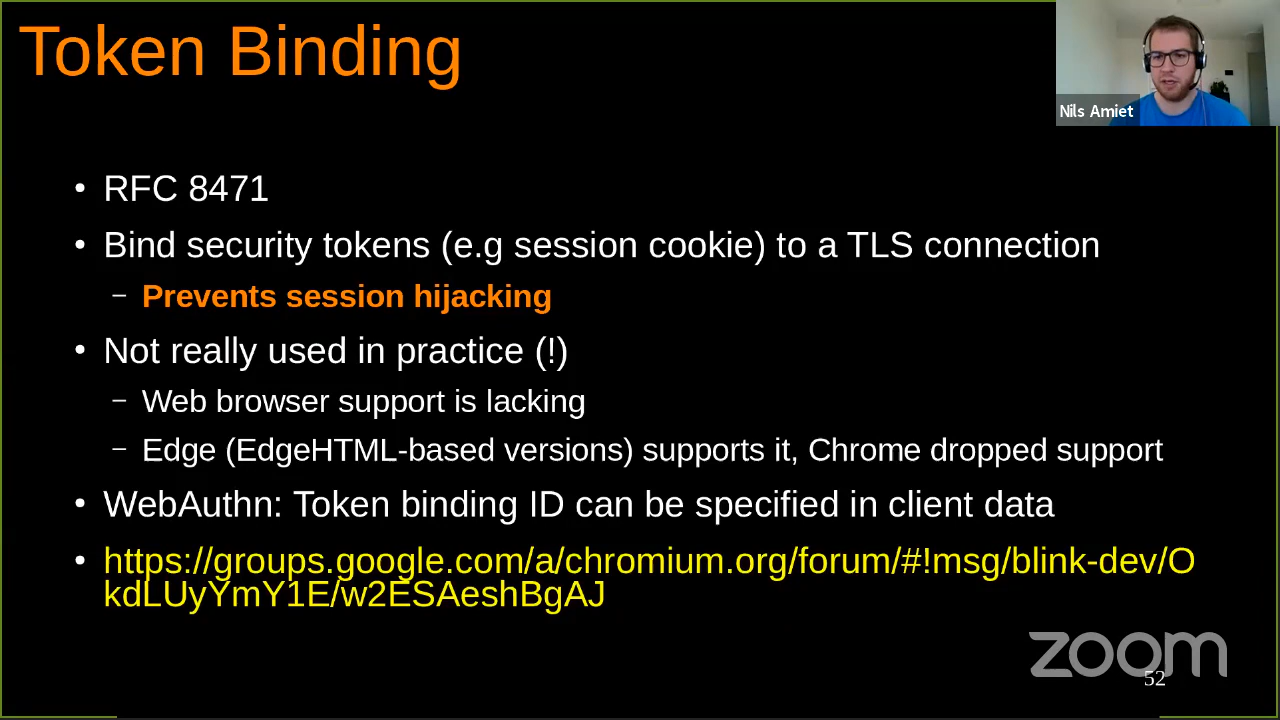 Token Binding
Nils Amiet
• RFC 8471
• Bind security tokens (e.g session cookie) to a TLS connection
– Prevents session hijacking
• Not really used in practice (!)
– Web browser support is lacking
– Edge (EdgeHTML-based versions) supports it, Chrome dropped support
• WebAuthn: Token binding ID can be specified in client data
• https://groups.google.com/a/chromium.org/forum/#!msg/blink-dev/O
kdLUyYmY1E/w2ESAeshBgAJ
zoom
52